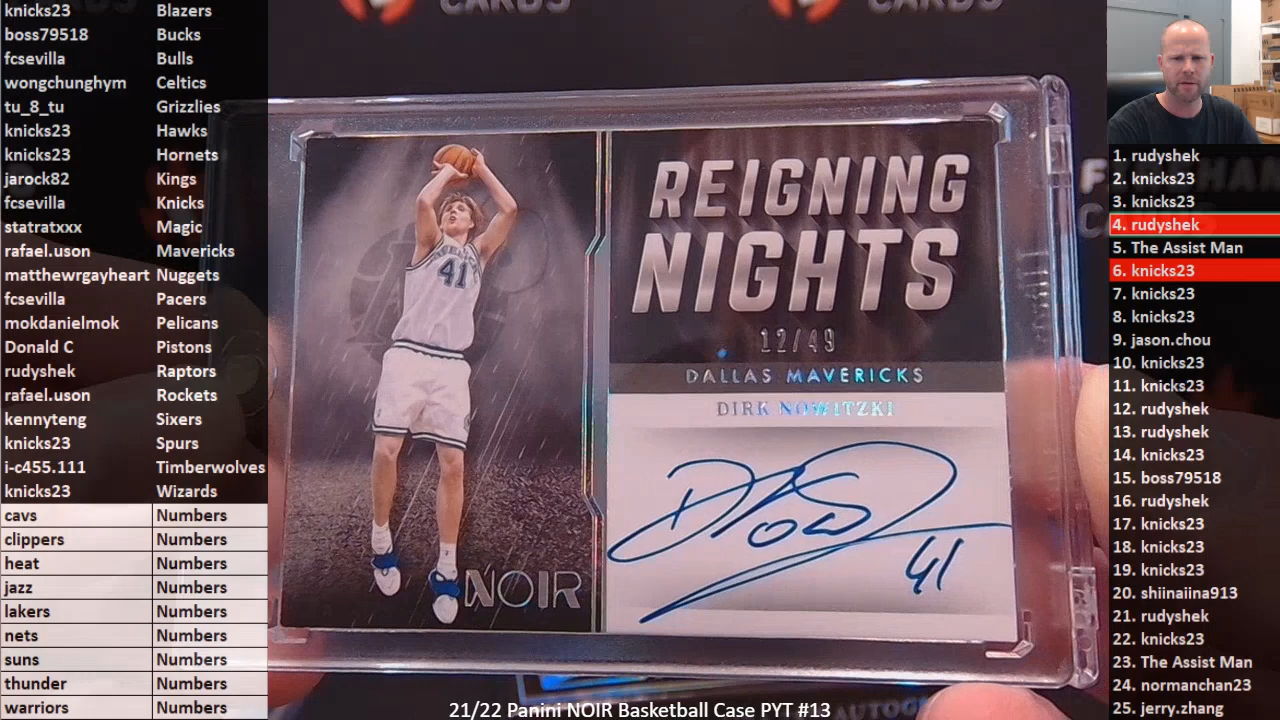 knicks23 Blazers
boss79518 Bucks
fcsevilla Bulls
wongchunghym Celtics
tu_8_tu Grizzlies
knicks23 Hawks
knicks23 Hornets
jarock82 Kings
fcsevilla Knicks
statratxxx Magic
rafael.uson Mavericks
matthewrgayheart Nuggets
fcsevilla Pacers
mokdanielmok Pelicans
Donald C Pistons
rudyshek Raptors
rafael.uson Rockets
kennyteng Sixers
knicks23 Spurs
i-c455.111 Timberwolves
knicks23 Wizards
cavs Numbers
clippers Numbers
heat Numbers
jazz Numbers
lakers Numbers
nets Numbers
suns Numbers
thunder Numbers
warriors Numbers
CARDS
CARDS
41
NOIR
REIGNING
NIGHTS
12/49
DALLAS MAVERICKS
DIRK NOWITZKI
41
21/22 Panini NOIR Basketball Case PYT #13
1. rudyshek
2. knicks23
3. knicks23
4. rudyshek
5. The Assist Man
6. knicks23
7. knicks23
8. knicks23
9. jason.chou
10. knicks23
11. knicks23
12. rudyshek
13. rudyshek
14. knicks23
15. boss79518
16. rudyshek
17. knicks23
18. knicks23
19. knicks23
20. shiinaiina913
21. rudyshek
22. knicks23
23. The Assist Man
24. normanchan23
25. jerry.zhang